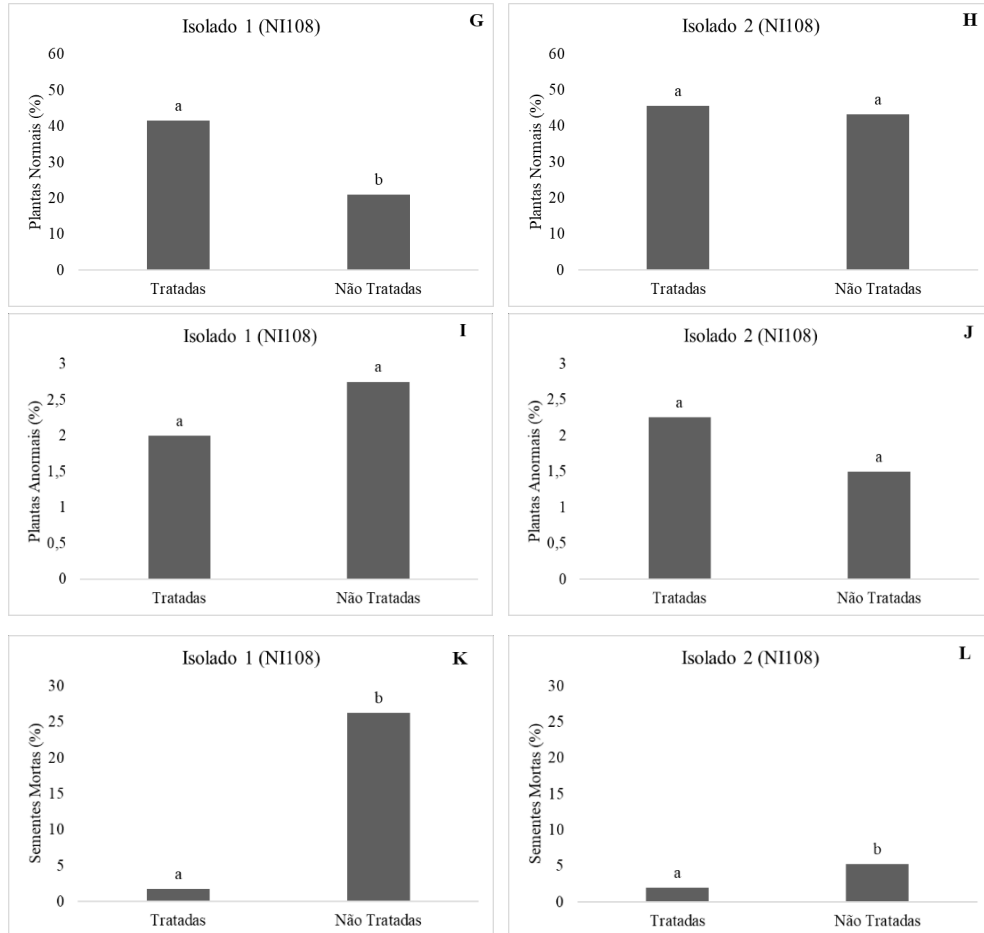 Isolado 1 (NI108)
G
Plantas Normais (%)
60
50
40
30
20
10
0
a
b
Tratadas
Não Tratadas
Isolado 2 (NI108)
H
Plantas Normais (%)
60
50
40
30
20
10
0
a
a
Tratadas
Não Tratadas
Isolado 1 (NI108)
I
Plantas Anormais (%)
3
2,5
2
1,5
1
0,5
0
a
a
Tratadas
Não Tratadas
Isolado 2 (NI108)
J
Plantas Anormais (%)
3
2,5
2
1,5
1
0,5
0
a
a
Tratadas
Não Tratadas
Isolado 1 (NI108)
K
Sementes Mortas (%)
30
25
20
15
10
5
0
a
b
Tratadas
Não Tratadas
Isolado 2 (NI108)
L
Sementes Mortas (%)
30
25
20
15
10
5
0
a
b
Tratadas
Não Tratadas